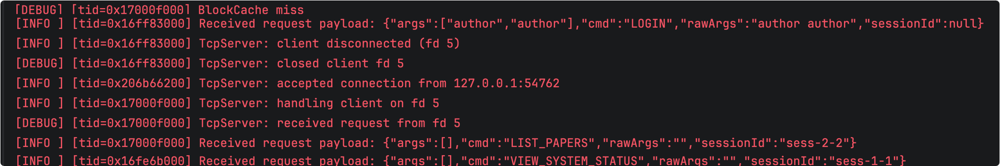 [DEBUG] [tid=0x17000f000] BlockCache miss
[INFO ] [tid=0x16ff83000] Received request payload: {"args":["author","author"],"cmd":"LOGIN","rawArgs":"author author","sessionId":null}
[INFO ] [tid=0x16ff83000] TcpServer: client disconnected (fd 5)
[DEBUG] [tid=0x16ff83000] TcpServer: closed client fd 5
[INFO ] [tid=0x206b66200] TcpServer: accepted connection from 127.0.0.1:54762
[INFO ] [tid=0x17000f000] TcpServer: handling client on fd 5
[DEBUG] [tid=0x17000f000] TcpServer: received request from fd 5
[INFO ] [tid=0x17000f000] Received request payload: {"args":[],"cmd":"LIST_PAPERS","rawArgs":"","sessionId":"sess-2-2"}
[INFO ] [tid=0x16fe6b000] Received request payload: {"args":[],"cmd":"VIEW_SYSTEM_STATUS","rawArgs":"","sessionId":"sess-1-1"}